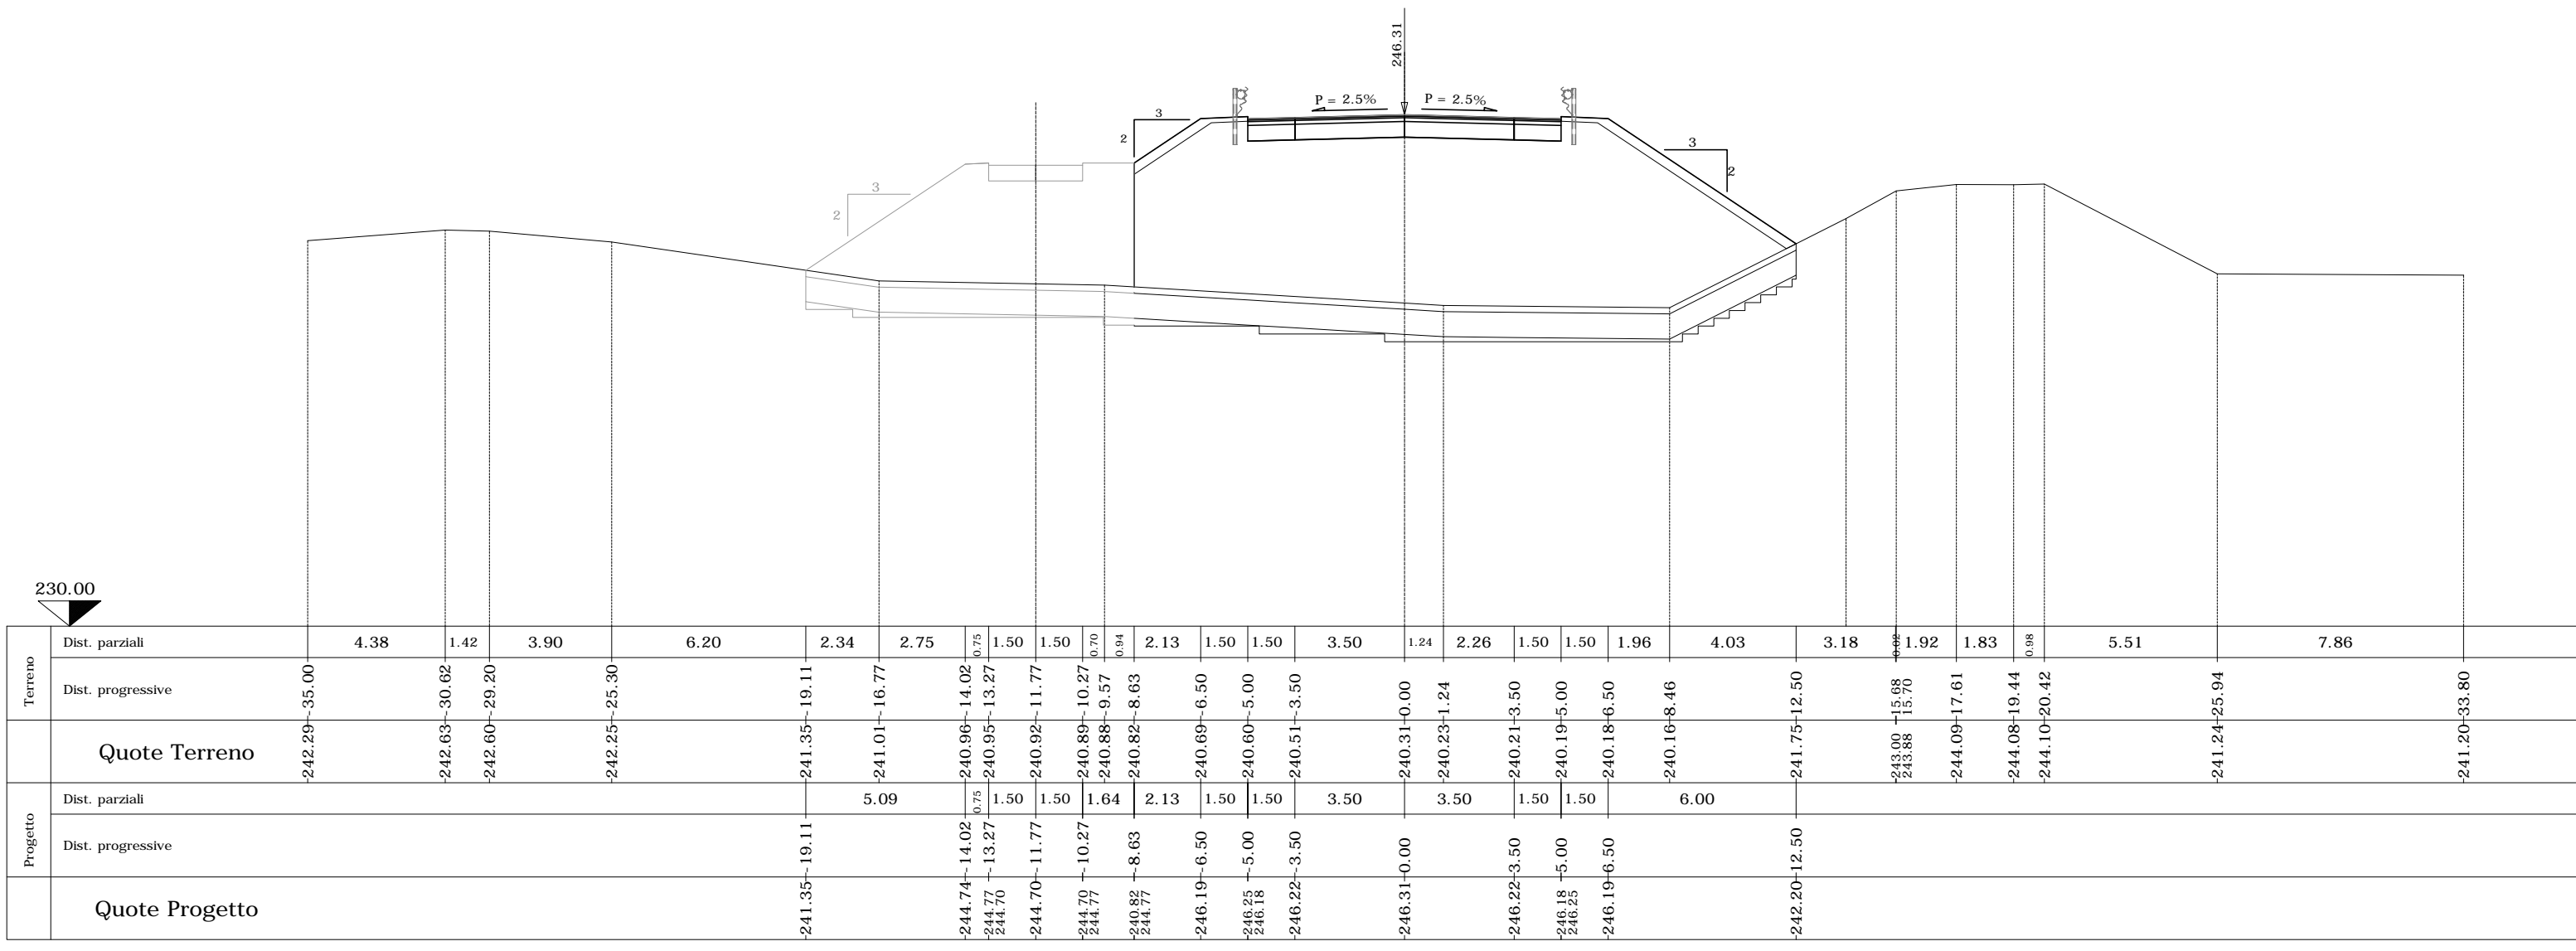 246.31
P = 2.5% P = 2.5%
3
2
3
2
3
2
230.00
Terreno
Dist. parziali 4.38 1.42 3.90 6.20 2.34 2.75 0.75 1.50 1.50 0.70 0.94 2.13 1.50 1.50 3.50 1.24 2.26 1.50 1.50 1.96 4.03 3.18 0.02 1.92 1.83 0.98 5.51 7.86
Dist. progressive -35.00 -30.62 -29.20 -25.30 -19.11 -16.77 -14.02 -13.27 -11.77 -10.27 -9.57 -8.63 -6.50 -5.00 -3.50 0.00 1.24 3.50 5.00 6.50 8.46 12.50 15.68 15.70 17.61 19.44 20.42 25.94 33.80
Quote Terreno 242.29 242.63 242.60 242.25 241.35 241.01 240.96 240.95 240.92 240.89 240.88 240.82 240.69 240.60 240.51 240.31 240.23 240.21 240.19 240.18 240.16 241.75 243.00 243.88 244.09 244.08 244.10 241.24 241.20
Progetto
Dist. parziali 5.09 0.75 1.50 1.50 1.64 2.13 1.50 1.50 3.50 3.50 1.50 1.50 6.00
Dist. progressive -19.11 -14.02 -13.27 -11.77 -10.27 -8.63 -6.50 -5.00 -3.50 0.00 3.50 5.00 6.50 12.50
Quote Progetto 241.35 244.74 244.77 244.70 244.70 244.70 244.77 240.82 244.77 246.19 246.25 246.18 246.22 246.31 246.22 246.18 246.25 246.19 242.20